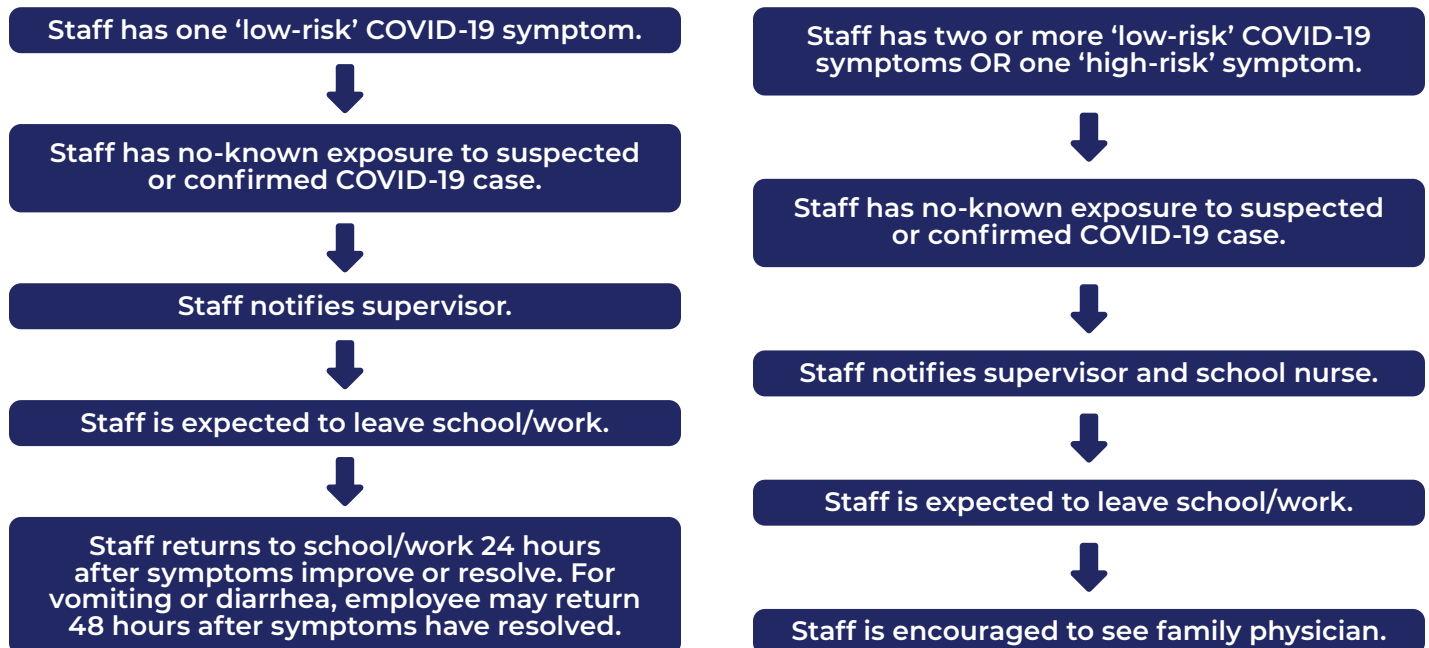 Staff has one ‘low-risk’ COVID-19 symptom.
Staff has no-known exposure to suspected
or confirmed COVID-19 case.
Staff notifies supervisor.
Staff is expected to leave school/work.
Staff returns to school/work 24 hours
after symptoms improve or resolve. For
vomiting or diarrhea, employee may return
48 hours after symptoms have resolved.
Staff has two or more ‘low-risk’ COVID-19
symptoms OR one ‘high-risk’ symptom.
Staff has no-known exposure to suspected
or confirmed COVID-19 case.
Staff notifies supervisor and school nurse.
Staff is expected to leave school/work.
Staff is encouraged to see family physician.